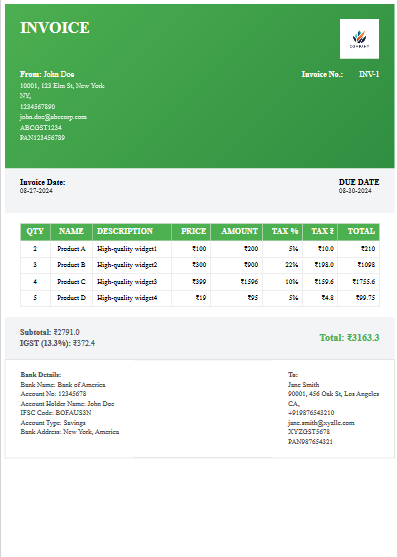 INVOICE
COMPANY
From: John Doe
10001, 123 Elm St, New York
NY,
1234567890
john.doe@abccorp.com
ABCGST1234
PAN123456789
Invoice No.: INV-1
Invoice Date:
08-27-2024
DUE DATE
08-30-2024
QTY NAME DESCRIPTION PRICE AMOUNT TAX % TAX ₹ TOTAL
2 Product A High-quality widget1 ₹100 ₹200 5% ₹10.0 ₹210
3 Product B High-quality widget2 ₹300 ₹900 22% ₹198.0 ₹1098
4 Product C High-quality widget3 ₹399 ₹1596 10% ₹159.6 ₹1755.6
5 Product D High-quality widget4 ₹19 ₹95 5% ₹4.8 ₹99.75
Subtotal: ₹2791.0
IGST (13.3%): ₹372.4
Total: ₹3163.3
Bank Details:
Bank Name: Bank of America
Account No: 12345678
Account Holder Name: John Doe
IFSC Code: BOFAUS3N
Account Type: Savings
Bank Address: New York, America
To:
Jane Smith
90001, 456 Oak St, Los Angeles
CA,
+919876543210
jane.smith@xyzllc.com
XYZGST5678
PAN987654321